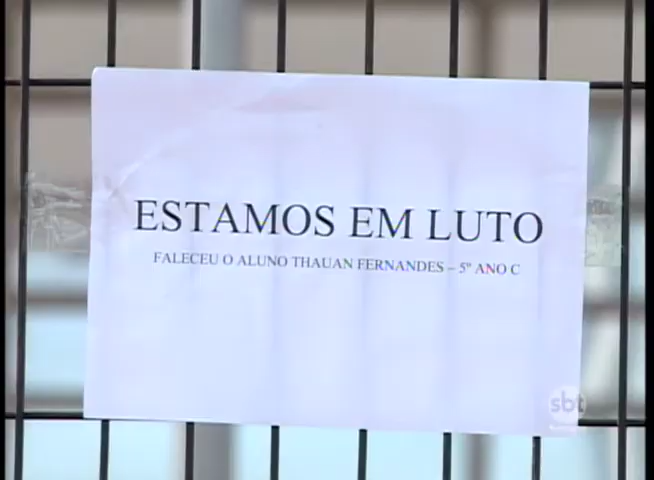 ESTAMOS EM LUTO
FALECEU O ALUNO THAUAN FERNANDES – 5º ANO C
sbt